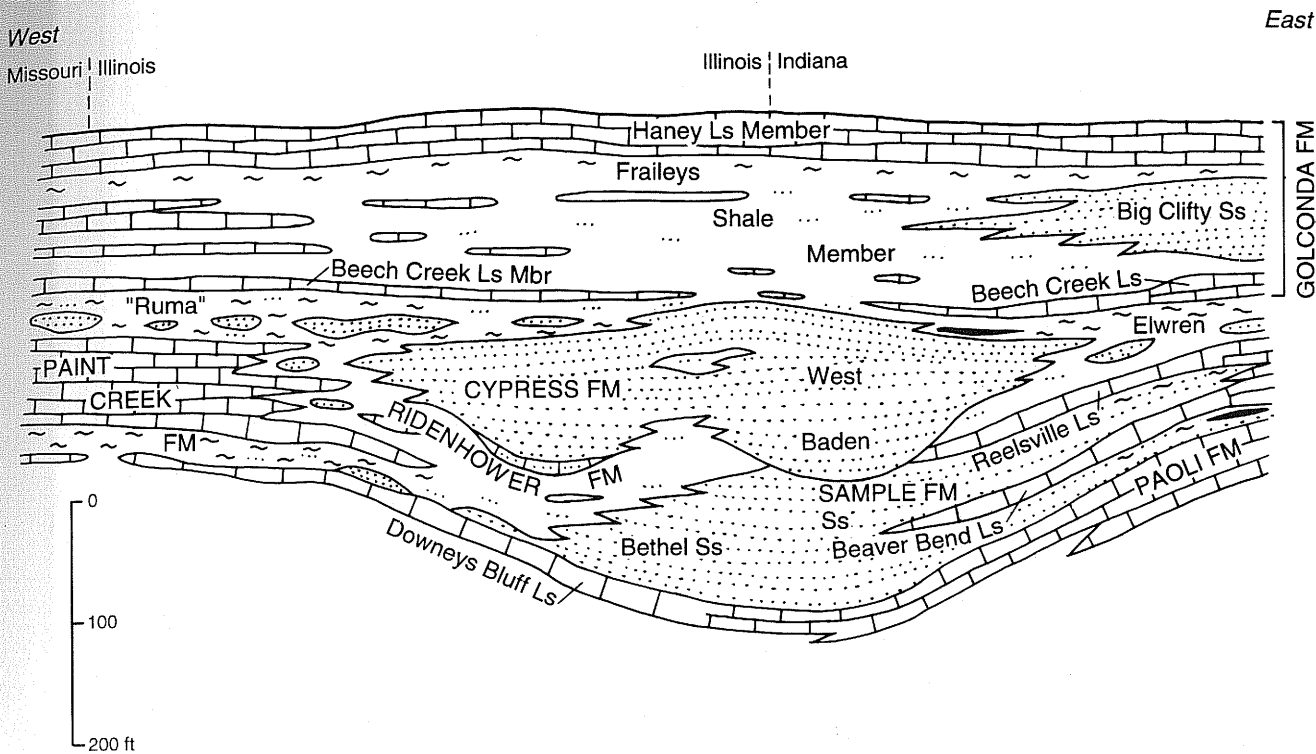 West
East
Missouri Illinois
Illinois Indiana
Haney Ls Member
Fraileys
Shale
Member
Big Clifty Ss
GOLCONDA FM
Beech Creek Ls Mbr
Beech Creek Ls
"Ruma"
Elwren
PAINT
CREEK
FM
CYPRESS FM
West
Baden
RIDENHOWER FM
Reelsville Ls
SAMPLE FM
Ss
Beaver Bend Ls
PAOLI FM
Bethel Ss
Downeys Bluff Ls
0
100
200 ft